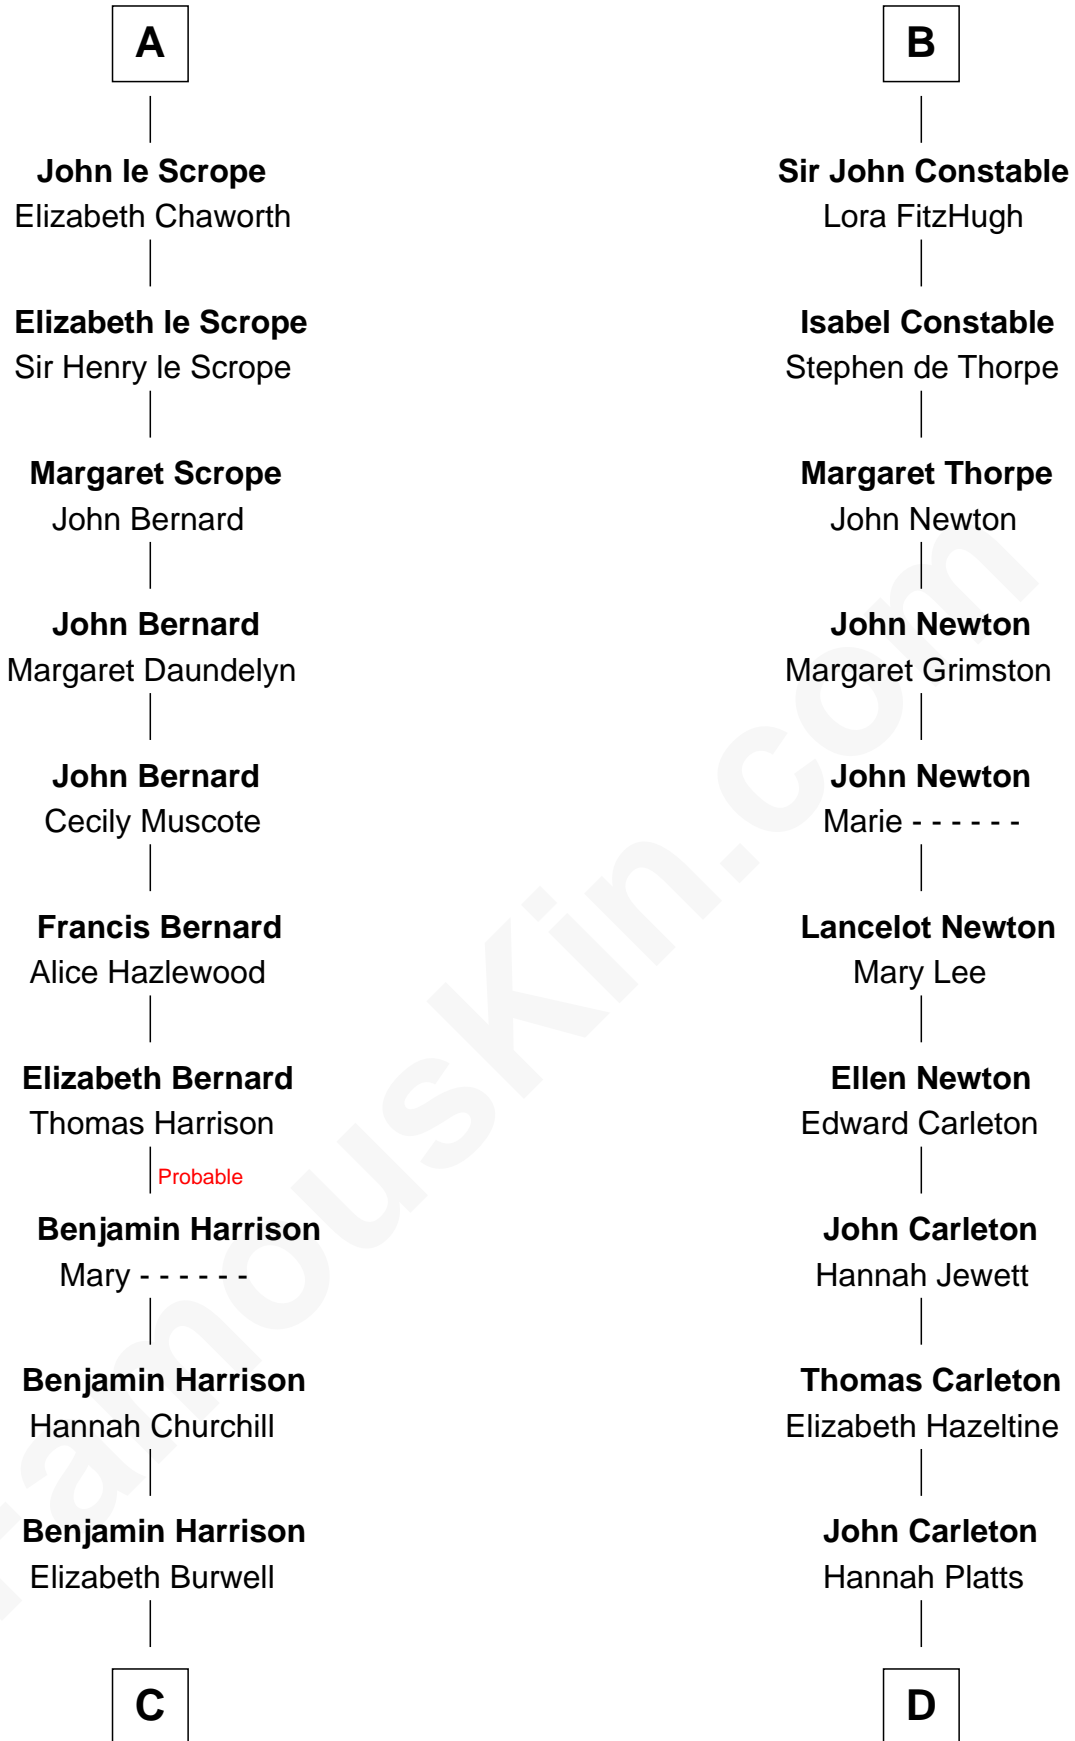 A
John le Scrope
Elizabeth Chaworth
Elizabeth le Scrope
Sir Henry le Scrope
Margaret Scrope
John Bernard
John Bernard
Margaret Daundelyn
John Bernard
Cecily Muscote
Francis Bernard
Alice Hazlewood
Elizabeth Bernard
Thomas Harrison
Probable
Benjamin Harrison
Mary - - - - - -
Benjamin Harrison
Hannah Churchill
Benjamin Harrison
Elizabeth Burwell
C
B
Sir John Constable
Lora FitzHugh
Isabel Constable
Stephen de Thorpe
Margaret Thorpe
John Newton
John Newton
Margaret Grimston
John Newton
Marie - - - - - -
Lancelot Newton
Mary Lee
Ellen Newton
Edward Carleton
John Carleton
Hannah Jewett
Thomas Carleton
Elizabeth Hazeltine
John Carleton
Hannah Platts
D
FamousKin.com